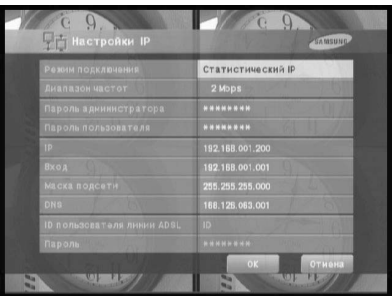 Настройки IP
SAMSUNG
Режим подключения Статистический IP
Диапазон частот 2 Mbps
Пароль администратора ********
Пароль пользователя ********
IP 192.168.001.200
Вход 192.168.001.001
Маска подсети 255.255.255.000
DNS 168.126.063.001
ID пользователя линии ADSL ID
Пароль ********
OK Отмена